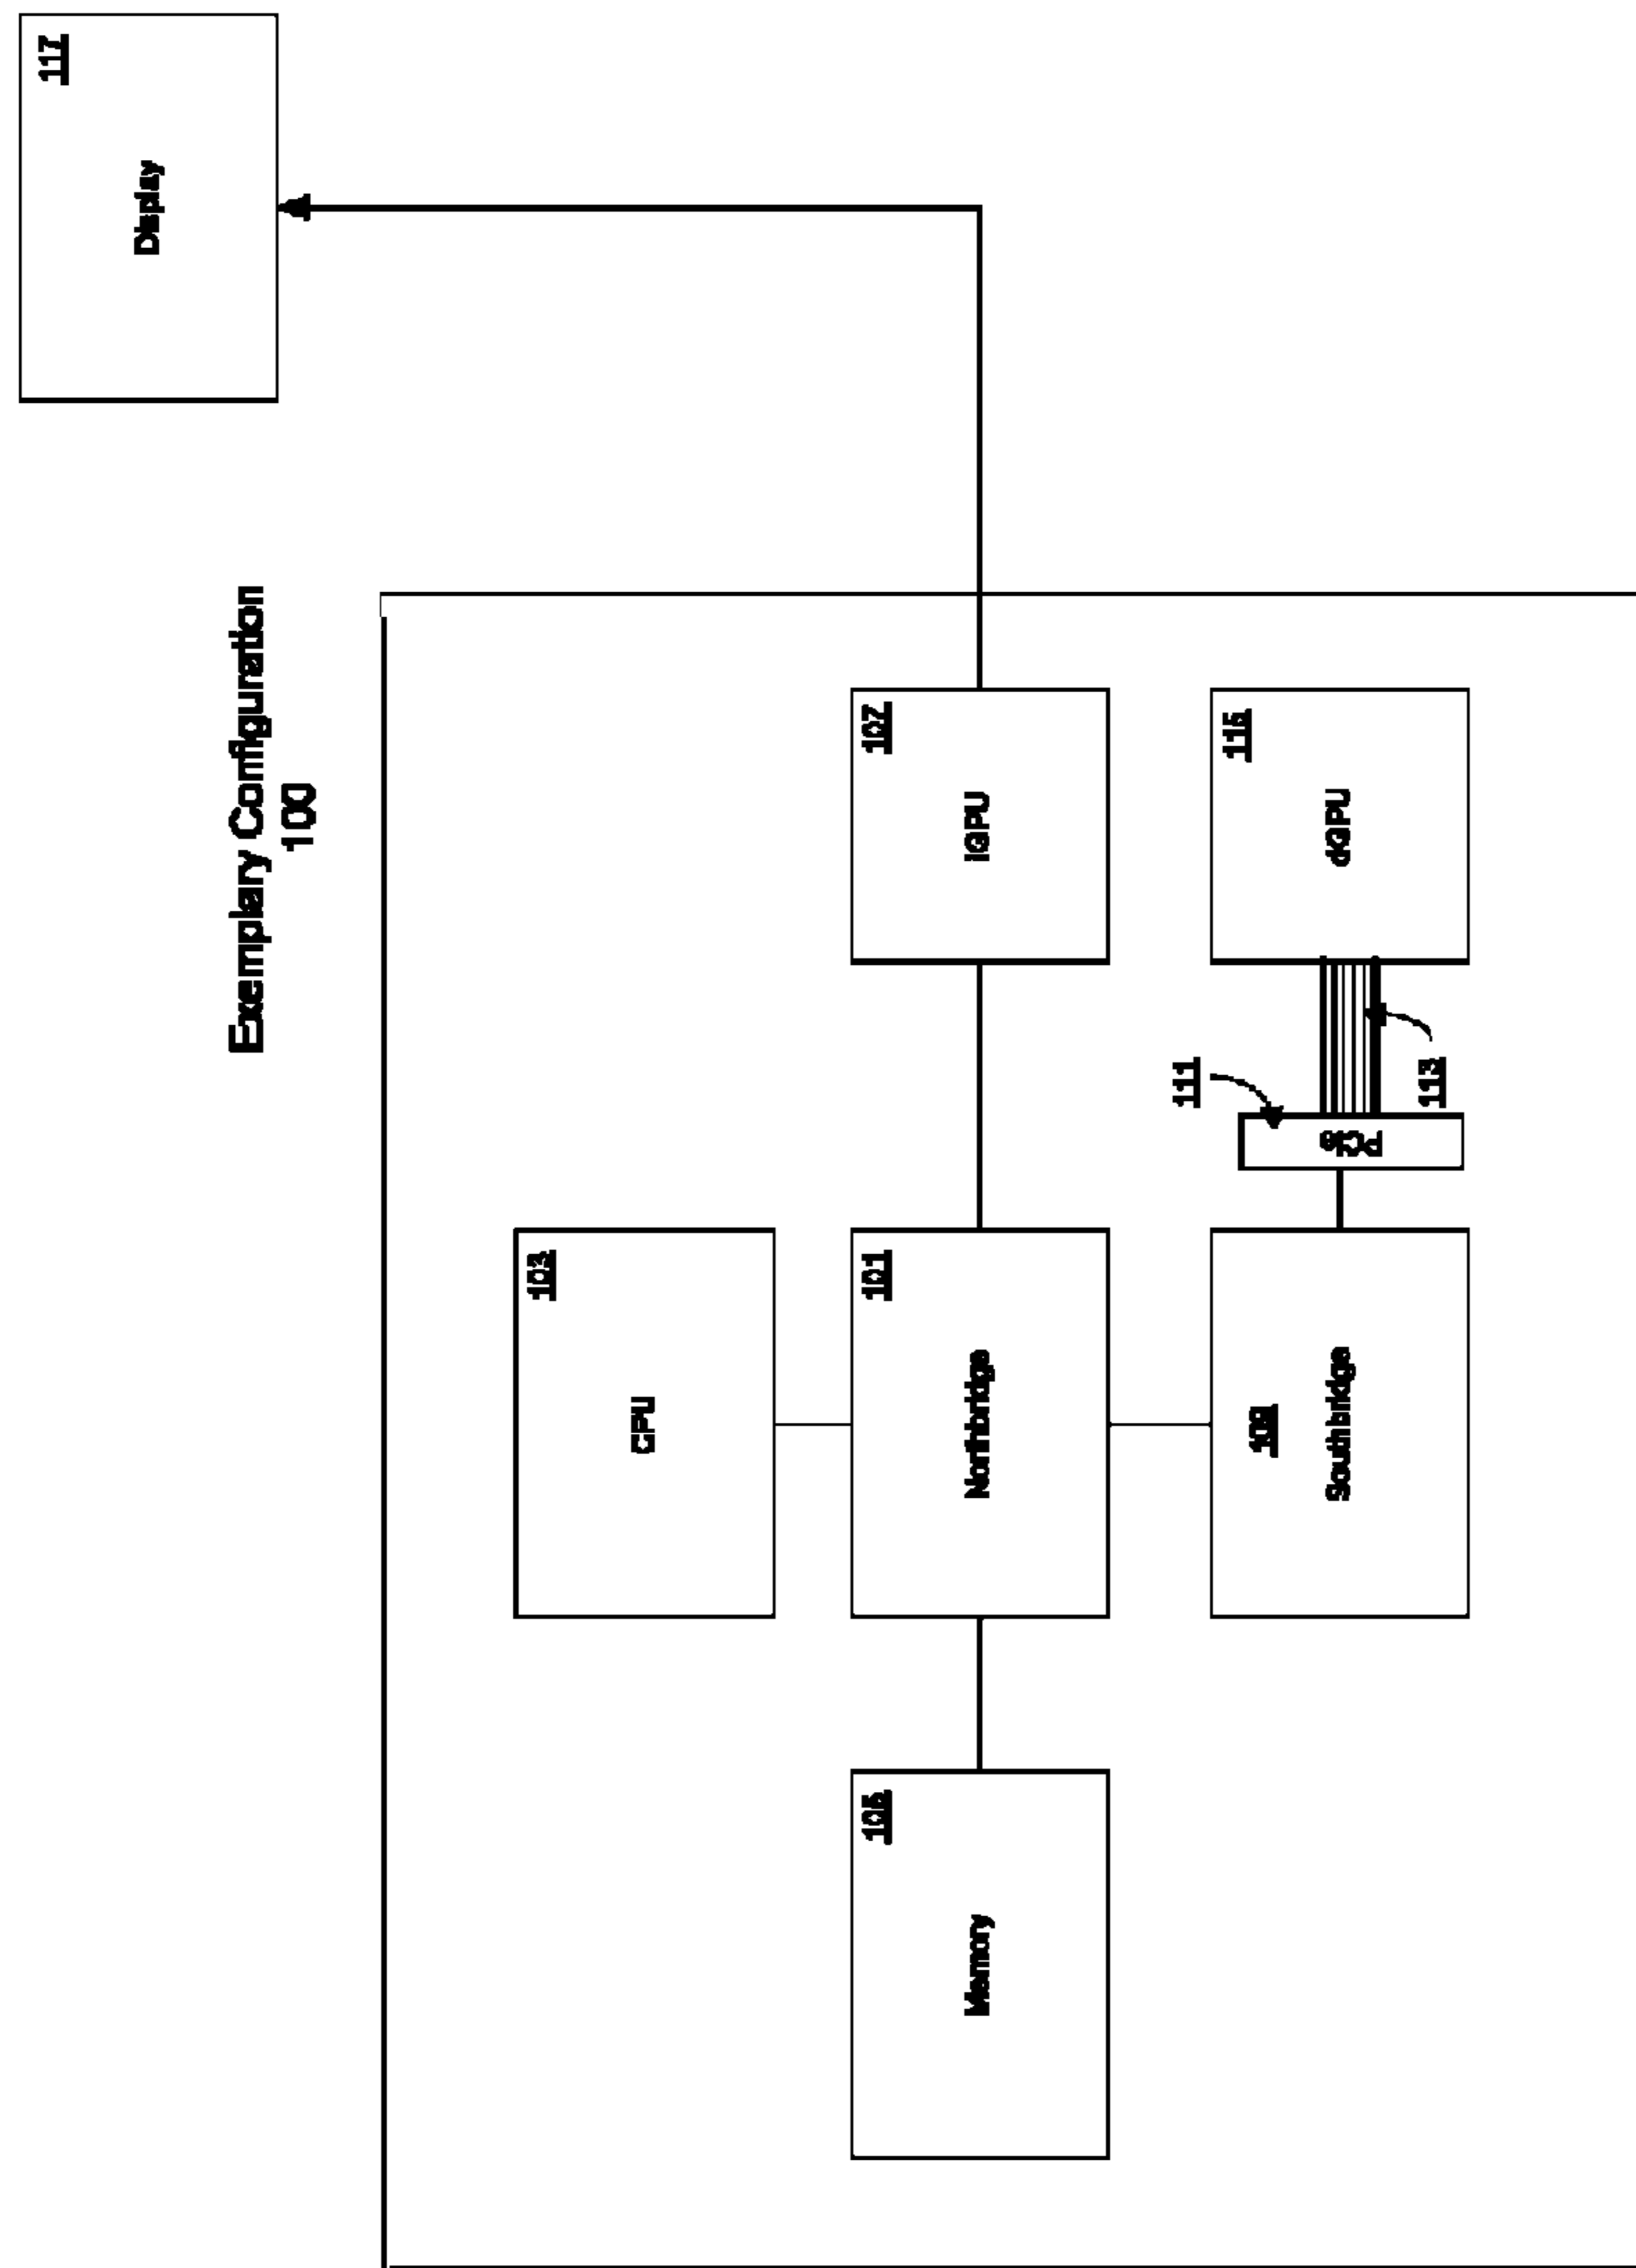 117
Display
Exemplary Configuration
100
103
CPU
105
Memory
101
Northbridge
107
iGPU
111
109
Southbridge
115
dGPU
113